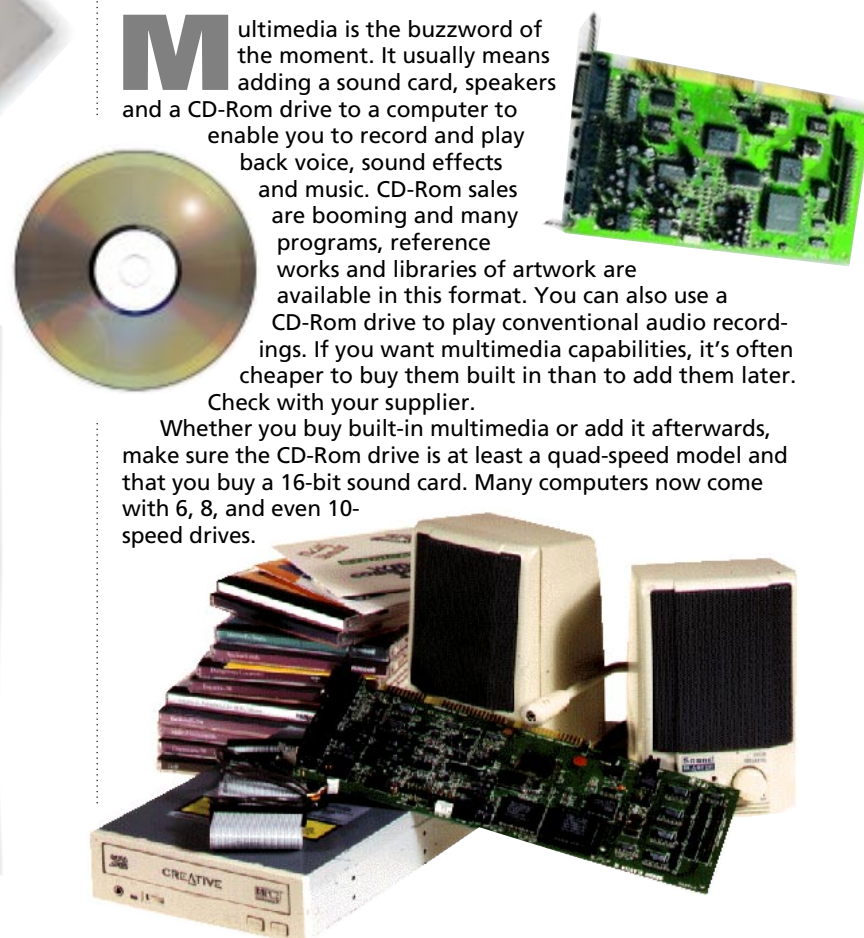 Multimedia is the buzzword of
the moment. It usually means
adding a sound card, speakers
and a CD-Rom drive to a computer to
enable you to record and play
back voice, sound effects
and music. CD-Rom sales
are booming and many
programs, reference
works and libraries of artwork are
available in this format. You can also use a
CD-Rom drive to play conventional audio record-
ings. If you want multimedia capabilities, it's often
cheaper to buy them built in than to add them later.
Check with your supplier.
Whether you buy built-in multimedia or add it afterwards,
make sure the CD-Rom drive is at least a quad-speed model and
that you buy a 16-bit sound card. Many computers now come
with 6, 8, and even 10-
speed drives.
Sound
BLASTER
CREATIVE